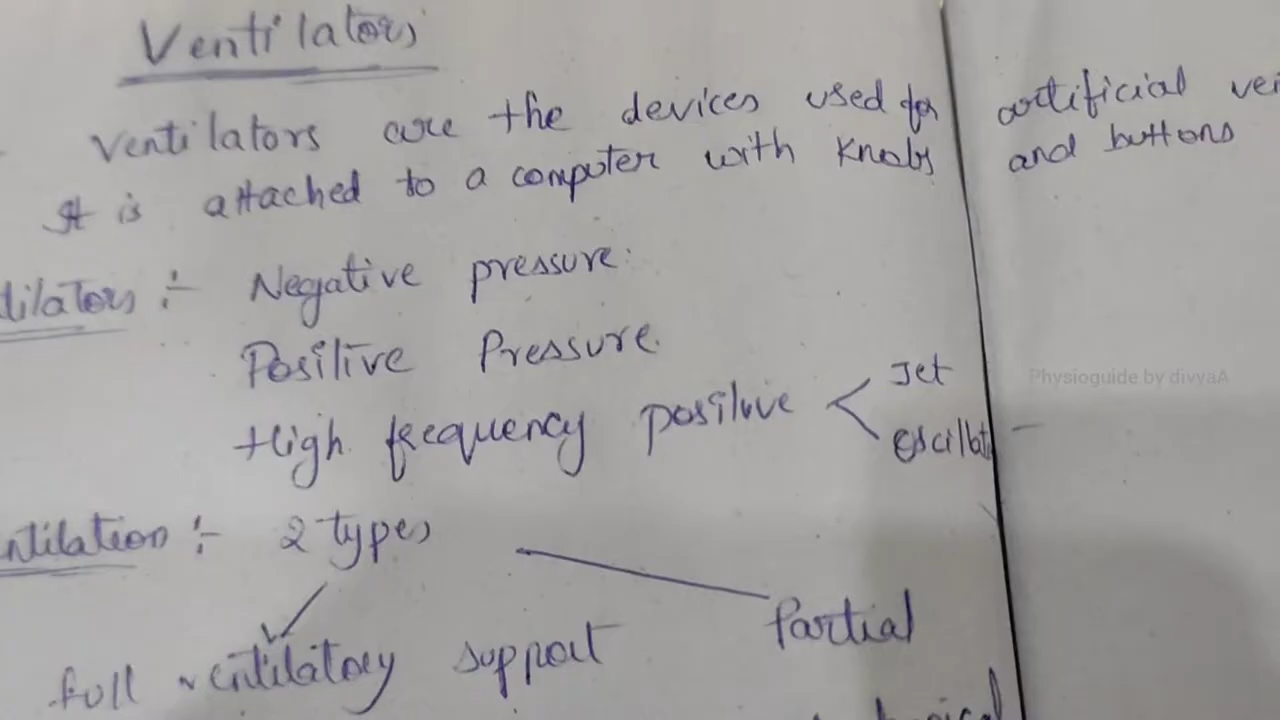 Ventilators
Ventilators are the devices used for artificial
It is attached to a computer with Knobs and buttons
:- Negative pressure.
Positive Pressure.
High frequency positive < Jet
:- 2 types
Partial
full ventilatory support
Physioguide by divyaA